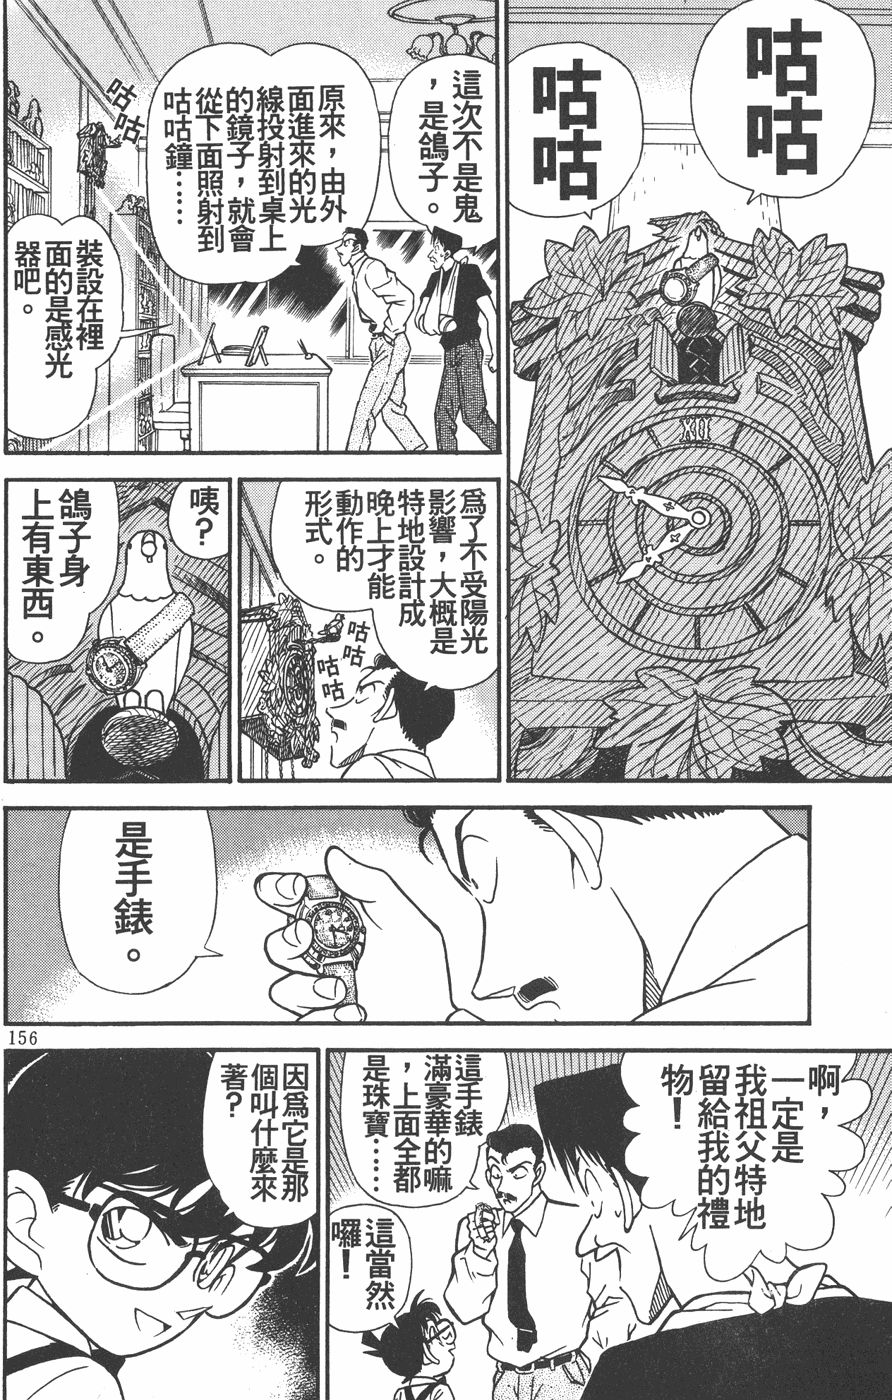 咕咕
咕咕
這次不是鬼
，是鴿子。
原來，由外
面進來的光
線投射到桌上
的鏡子，就會
從下面照射到
咕咕鐘……
咕咕
裝設在裡
面的是感光
器吧。
XII
爲了不受陽光
影響，大概是
特地設計成
晚上才能
動作的
形式。
咕咕
咕咕
咦？
鴿子身
上有東西。
是手錶。
156
啊，
一定是
我祖父特地
留給我的禮
物！
這手錶
滿豪華的嘛
，上面全都
是珠寶……
這當然
囉！
因爲它是那
個叫什麼來
著？